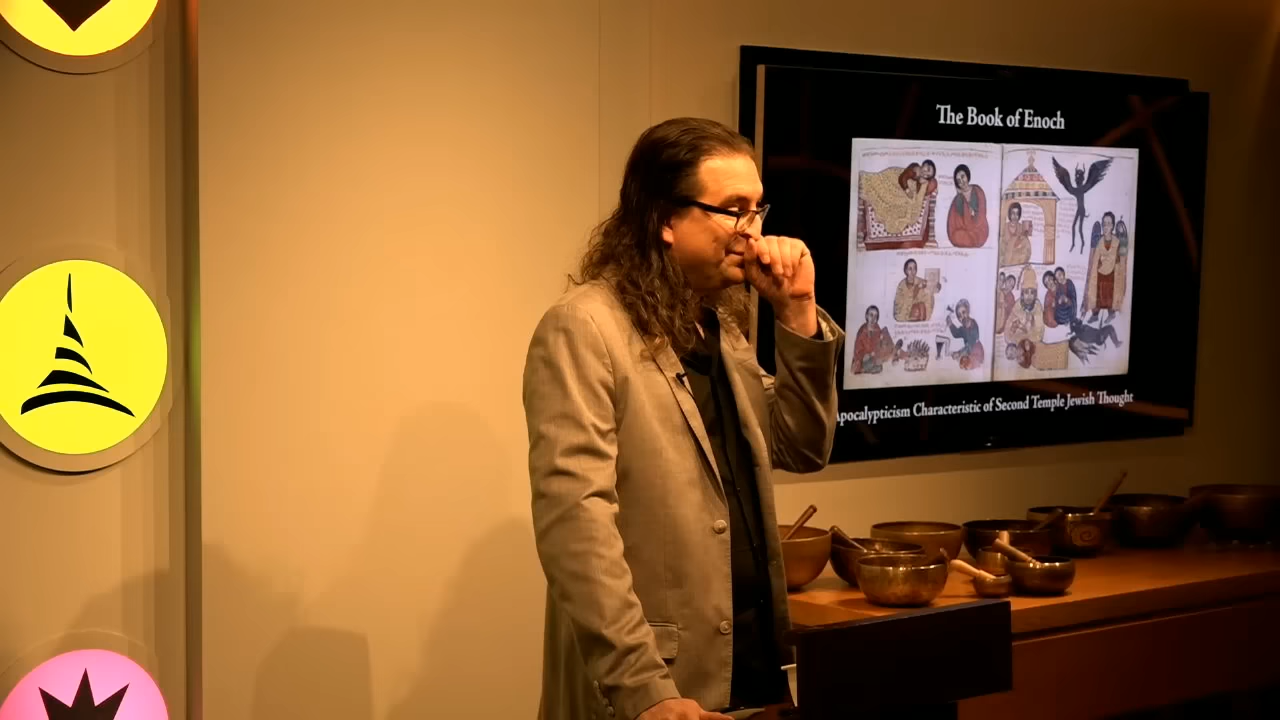 The Book of Enoch
Apocalypticism Characteristic of Second Temple Jewish Thought